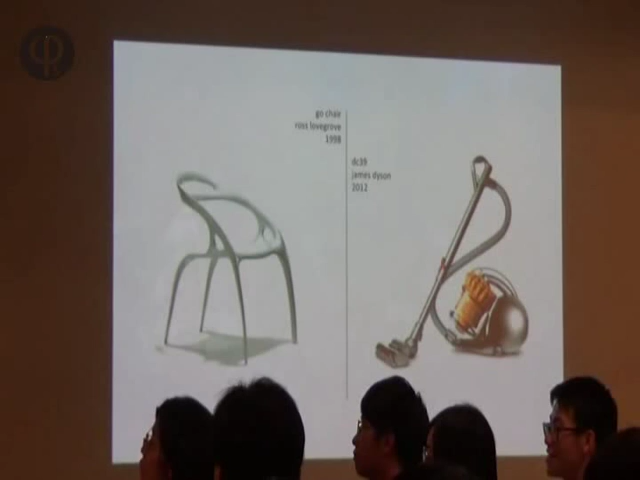 go chair
ross lovegrove
1998
dc39
james dyson
2012